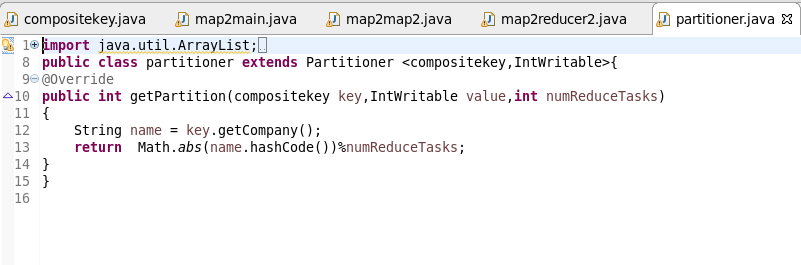 compositekey.java map2main.java map2map2.java map2reducer2.java partitioner.java
1 import java.util.ArrayList;
8 public class partitioner extends Partitioner <compositekey,IntWritable>{
9 @Override
10 public int getPartition(compositekey key,IntWritable value,int numReduceTasks)
11 {
12     String name = key.getCompany();
13     return  Math.abs(name.hashCode())%numReduceTasks;
14 }
15 }
16